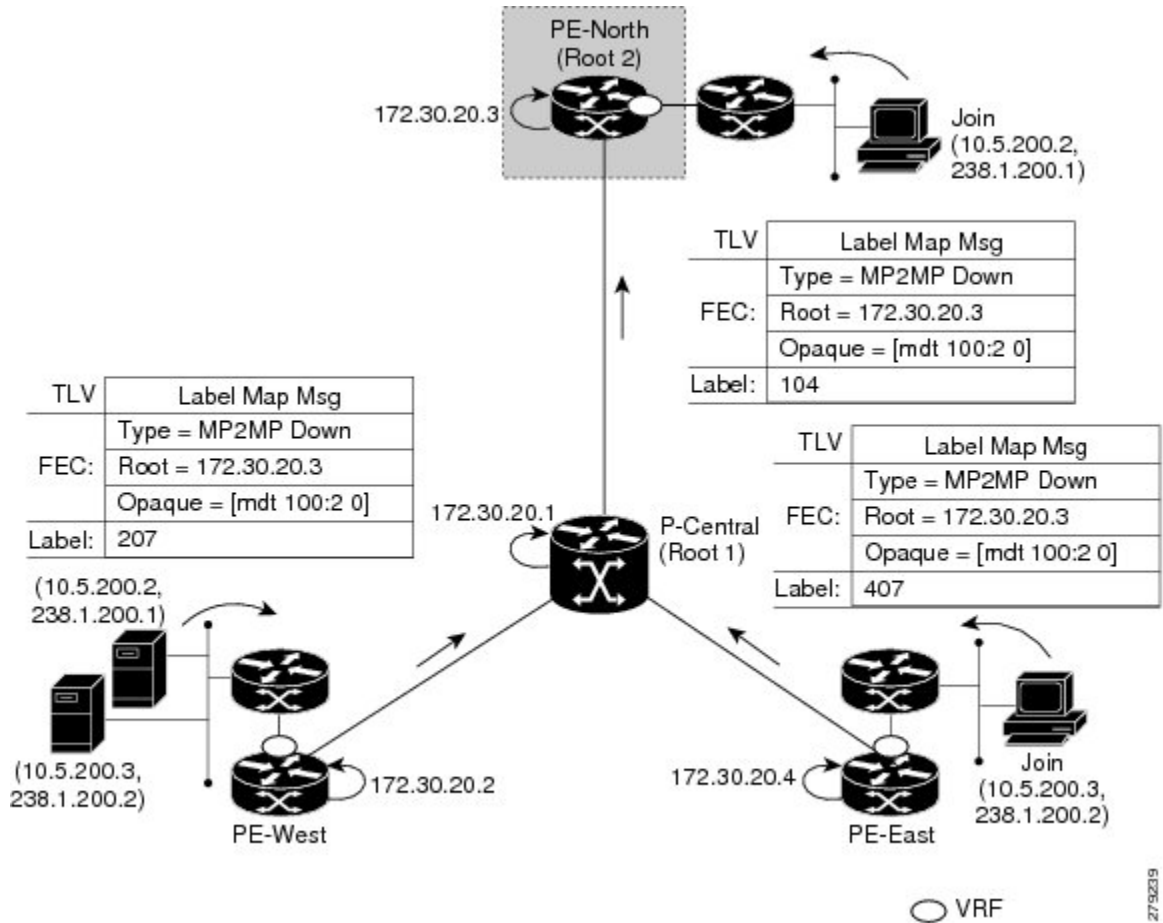 PE-North
(Root 2)
172.30.20.3
Join
(10.5.200.2,
238.1.200.1)
TLV Label Map Msg
Type = MP2MP Down
FEC: Root = 172.30.20.3
Opaque = [mdt 100:2 0]
Label: 104
TLV Label Map Msg
Type = MP2MP Down
FEC: Root = 172.30.20.3
Opaque = [mdt 100:2 0]
Label: 207
TLV Label Map Msg
Type = MP2MP Down
FEC: Root = 172.30.20.3
Opaque = [mdt 100:2 0]
Label: 407
172.30.20.1
P-Central
(Root 1)
(10.5.200.2,
238.1.200.1)
(10.5.200.3,
238.1.200.2)
172.30.20.2
PE-West
172.30.20.4
PE-East
Join
(10.5.200.3,
238.1.200.2)
VRF
279239